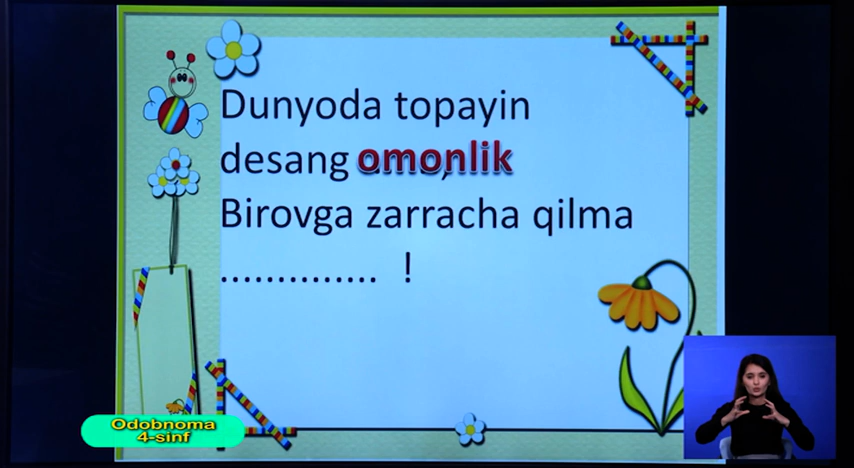 Dunyoda topayin
desang omonlik
Birovga zarracha qilma
.............. !
Odobnoma
4-sinf